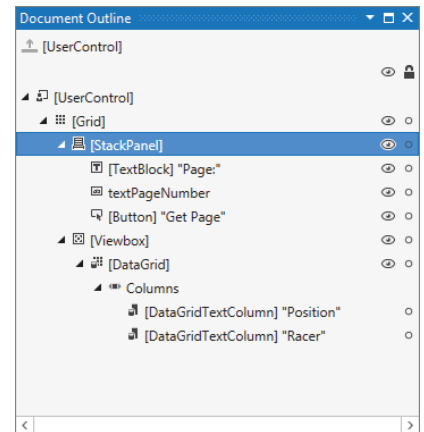 Document Outline
[UserControl]
[UserControl]
[Grid]
[StackPanel]
[TextBlock] "Page:"
textPageNumber
[Button] "Get Page"
[Viewbox]
[DataGrid]
Columns
[DataGridTextColumn] "Position"
[DataGridTextColumn] "Racer"